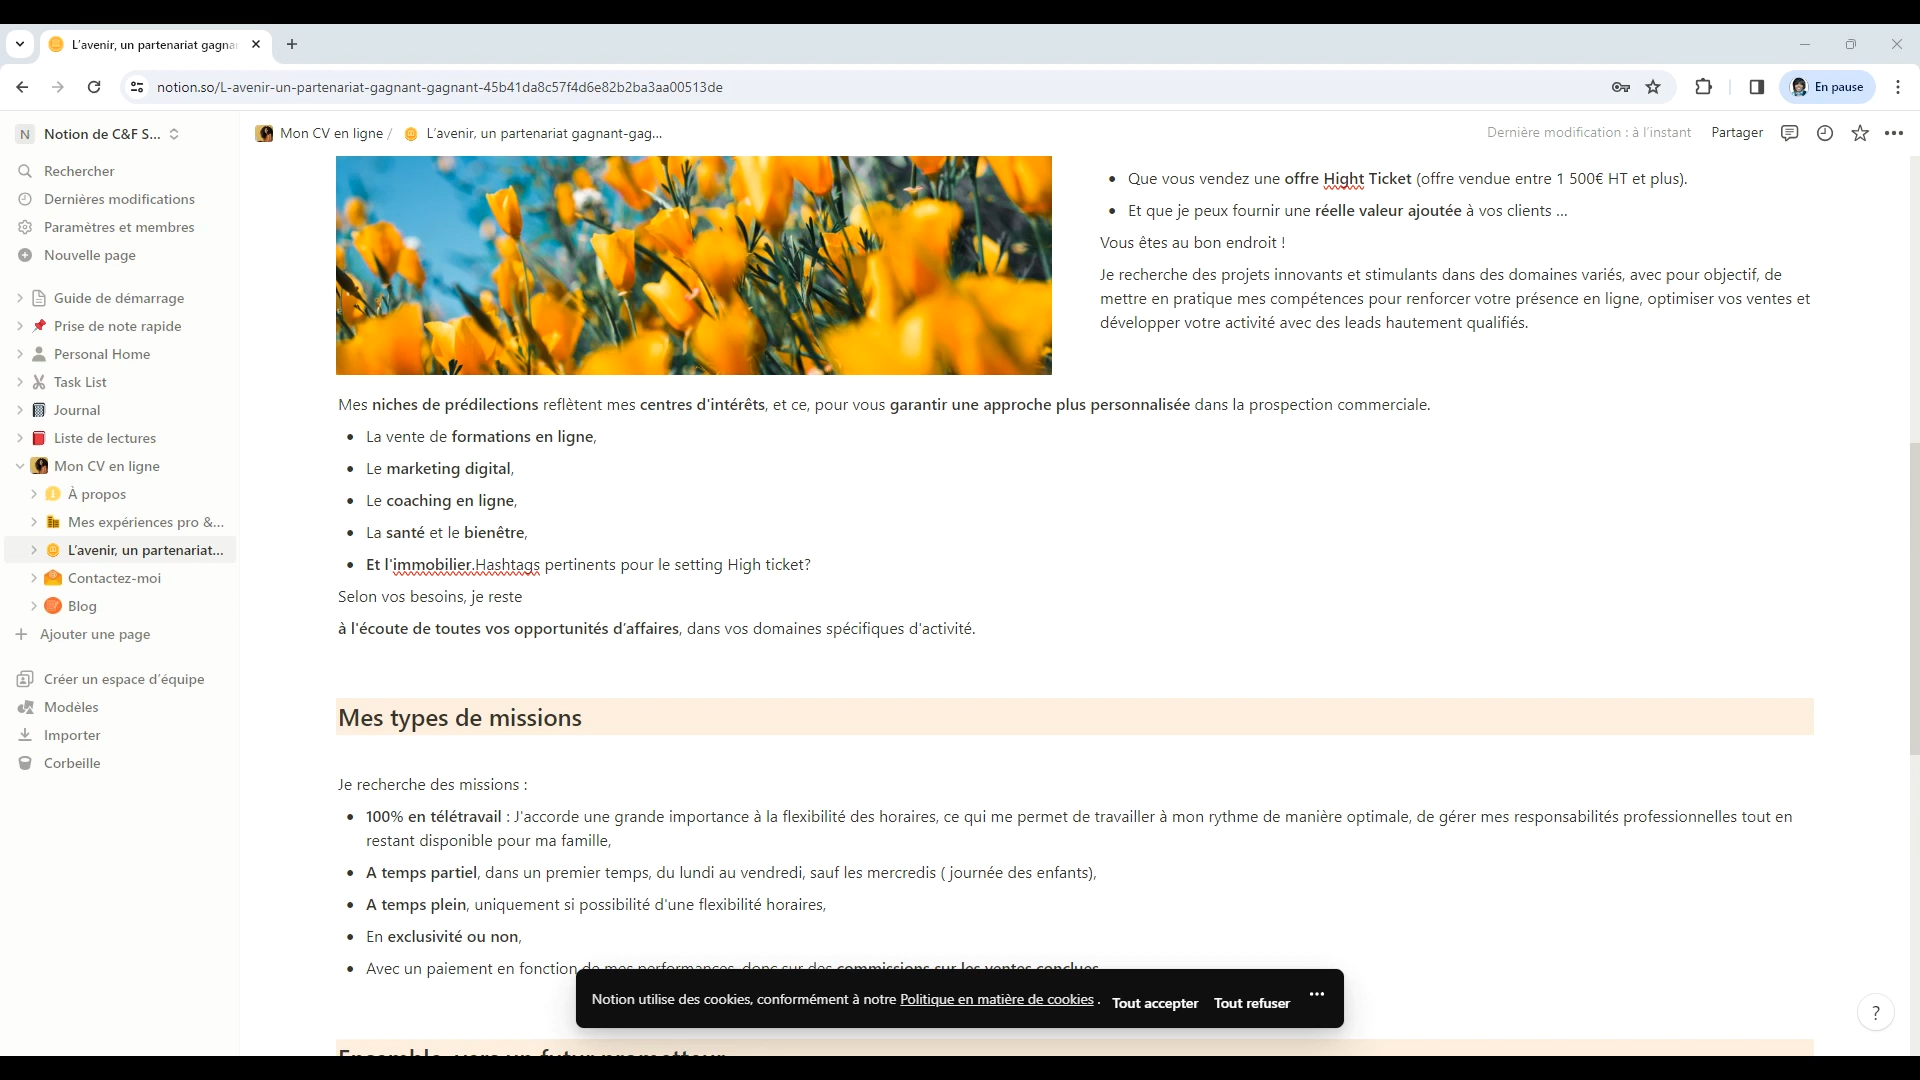 L'avenir, un partenariat gagna
notion.so/L-avenir-un-partenariat-gagnant-gagnant-45b41da8c57f4d6e82b2ba3aa00513de
En pause
N Notion de C&F S...
Mon CV en ligne / L'avenir, un partenariat gagnant-gag...
Dernière modification : à l'instant
Partager
Rechercher
Dernières modifications
Paramètres et membres
Nouvelle page
Guide de démarrage
Prise de note rapide
Personal Home
Task List
Journal
Liste de lectures
Mon CV en ligne
À propos
Mes expériences pro &...
L'avenir, un partenariat...
Contactez-moi
Blog
Ajouter une page
Créer un espace d'équipe
Modèles
Importer
Corbeille
• Que vous vendez une offre Hight Ticket (offre vendue entre 1 500€ HT et plus).
• Et que je peux fournir une réelle valeur ajoutée à vos clients ...
Vous êtes au bon endroit !
Je recherche des projets innovants et stimulants dans des domaines variés, avec pour objectif, de
mettre en pratique mes compétences pour renforcer votre présence en ligne, optimiser vos ventes et
développer votre activité avec des leads hautement qualifiés.
Mes niches de prédilections reflètent mes centres d'intérêts, et ce, pour vous garantir une approche plus personnalisée dans la prospection commerciale.
• La vente de formations en ligne,
• Le marketing digital,
• Le coaching en ligne,
• La santé et le bienêtre,
• Et l'immobilier.Hashtags pertinents pour le setting High ticket?
Selon vos besoins, je reste
à l'écoute de toutes vos opportunités d'affaires, dans vos domaines spécifiques d'activité.
Mes types de missions
Je recherche des missions :
• 100% en télétravail : J'accorde une grande importance à la flexibilité des horaires, ce qui me permet de travailler à mon rythme de manière optimale, de gérer mes responsabilités professionnelles tout en
restant disponible pour ma famille,
• A temps partiel, dans un premier temps, du lundi au vendredi, sauf les mercredis ( journée des enfants),
• A temps plein, uniquement si possibilité d'une flexibilité horaires,
• En exclusivité ou non,
• Avec un paiement en fonction de mes performances, donc sur des commissions sur les ventes conclues
Notion utilise des cookies, conformément à notre Politique en matière de cookies .
Tout accepter
Tout refuser
?
Ensemble, vers un futur prometteur